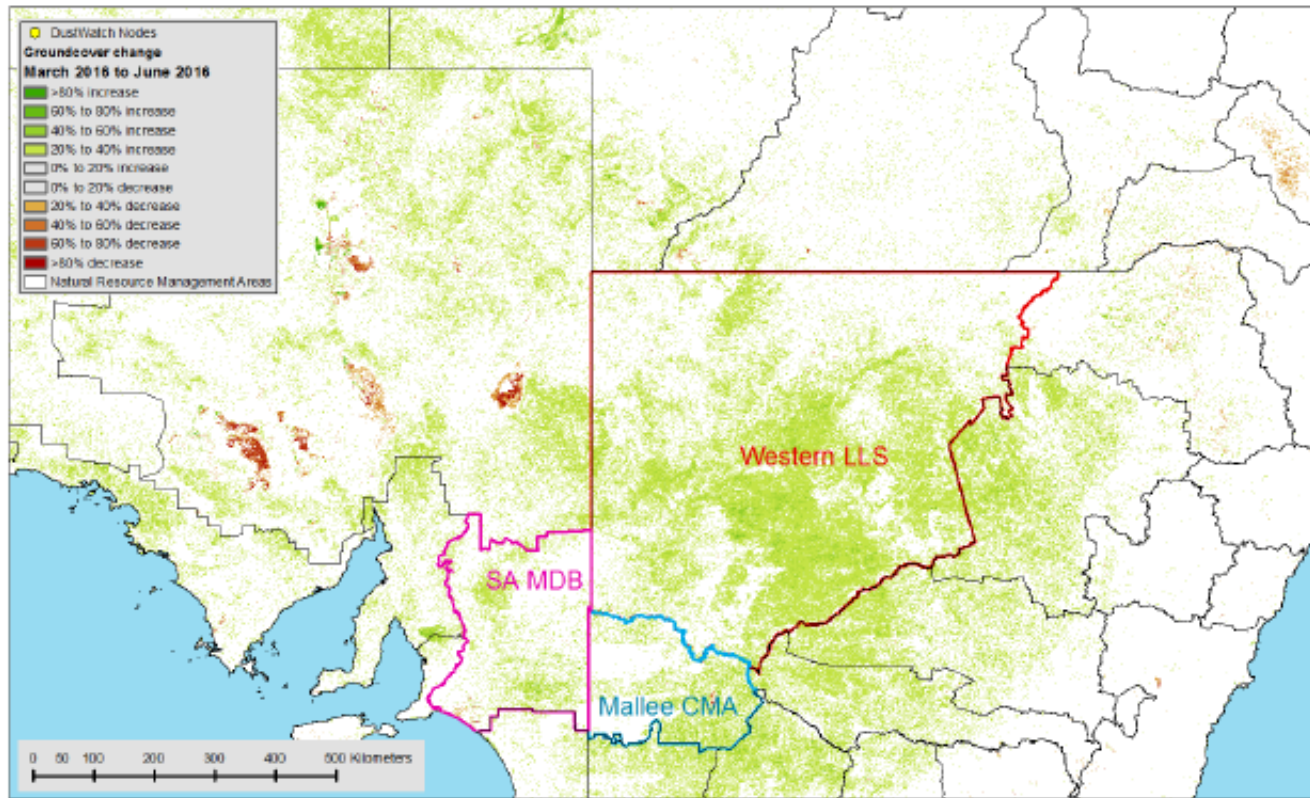 DustWatch Nodes
Groundcover change
March 2016 to June 2016
>80% increase
60% to 80% increase
40% to 60% increase
20% to 40% increase
0% to 20% increase
0% to 20% decrease
20% to 40% decrease
40% to 60% decrease
60% to 80% decrease
>80% decrease
Natural Resource Management Areas
Western LLS
SA MDB
Mallee CMA
0 50 100 200 300 400 500 Kilometers